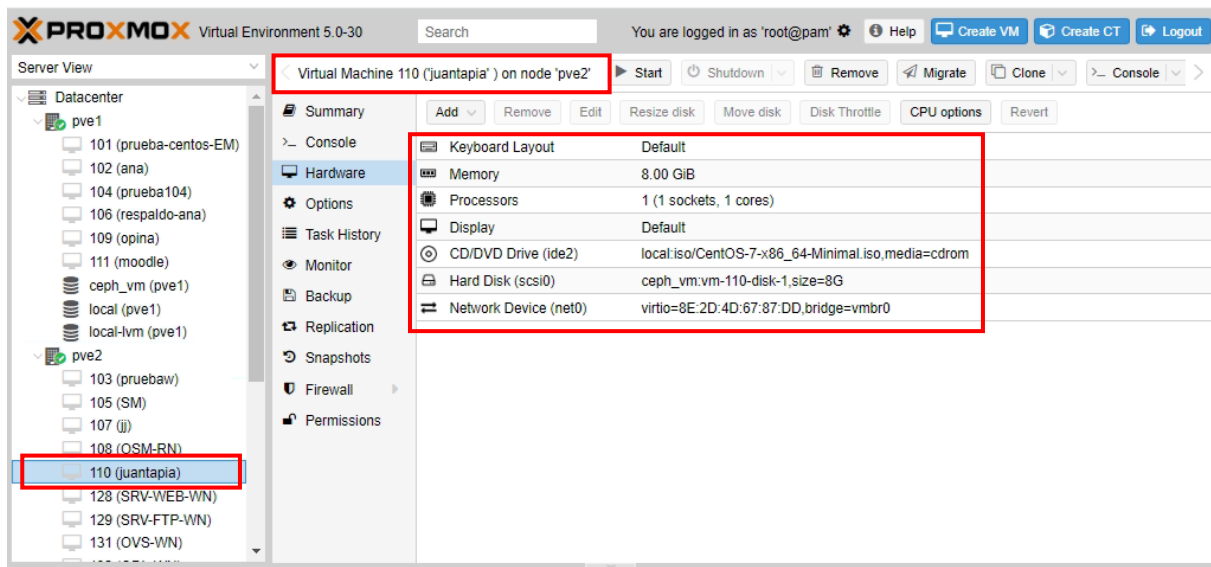 PROXMOX Virtual Environment 5.0-30 Search You are logged in as 'root@pam' Help Create VM Create CT Logout
Server View
Datacenter
pve1
101 (prueba-centos-EM)
102 (ana)
104 (prueba104)
106 (respaldo-ana)
109 (opina)
111 (moodle)
ceph_vm (pve1)
local (pve1)
local-lvm (pve1)
pve2
103 (pruebaw)
105 (SM)
107 (jj)
108 (OSM-RN)
110 (juantapia)
128 (SRV-WEB-WN)
129 (SRV-FTP-WN)
131 (OVS-WN)
Virtual Machine 110 ('juantapia' ) on node 'pve2' Start Shutdown Remove Migrate Clone >_ Console
Summary
>_ Console
Hardware
Options
Task History
Monitor
Backup
Replication
Snapshots
Firewall
Permissions
Add Remove Edit Resize disk Move disk Disk Throttle CPU options Revert
Keyboard Layout Default
Memory 8.00 GiB
Processors 1 (1 sockets, 1 cores)
Display Default
CD/DVD Drive (ide2) local:iso/CentOS-7-x86_64-Minimal.iso,media=cdrom
Hard Disk (scsi0) ceph_vm:vm-110-disk-1,size=8G
Network Device (net0) virtio=8E:2D:4D:67:87:DD,bridge=vmbr0